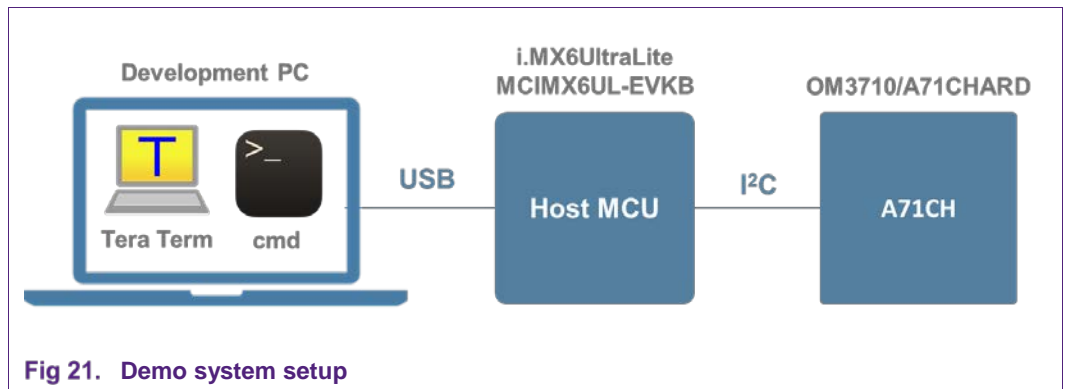 Development PC
i.MX6UltraLite
MCIMX6UL-EVKB
OM3710/A71CHARD
T
>_
Tera Term
cmd
USB
Host MCU
I²C
A71CH
Fig 21. Demo system setup